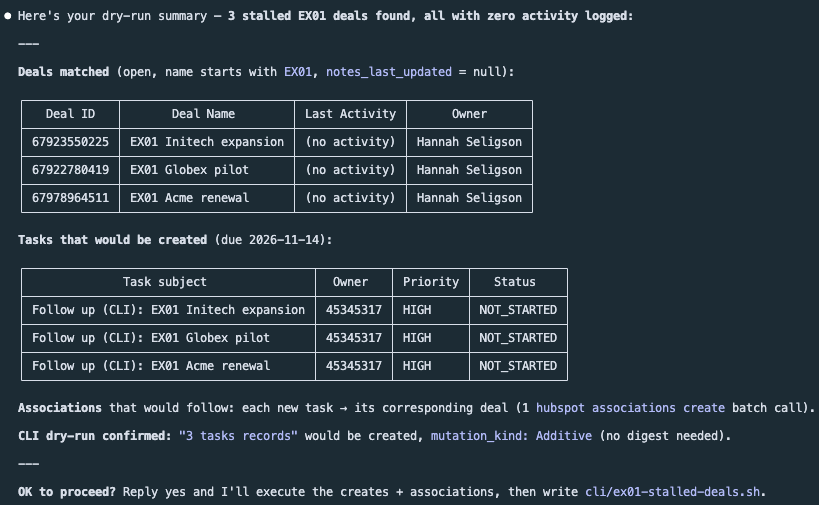 ● Here's your dry-run summary — 3 stalled EX01 deals found, all with zero activity logged:
———
Deals matched (open, name starts with EX01, notes_last_updated = null):
Deal ID Deal Name Last Activity Owner
67923550225 EX01 Initech expansion (no activity) Hannah Seligson
67922780419 EX01 Globex pilot (no activity) Hannah Seligson
67978964511 EX01 Acme renewal (no activity) Hannah Seligson
Tasks that would be created (due 2026-11-14):
Task subject Owner Priority Status
Follow up (CLI): EX01 Initech expansion 45345317 HIGH NOT_STARTED
Follow up (CLI): EX01 Globex pilot 45345317 HIGH NOT_STARTED
Follow up (CLI): EX01 Acme renewal 45345317 HIGH NOT_STARTED
Associations that would follow: each new task → its corresponding deal (1 hubspot associations create batch call).
CLI dry-run confirmed: "3 tasks records" would be created, mutation_kind: Additive (no digest needed).
———
OK to proceed? Reply yes and I'll execute the creates + associations, then write cli/ex01-stalled-deals.sh.